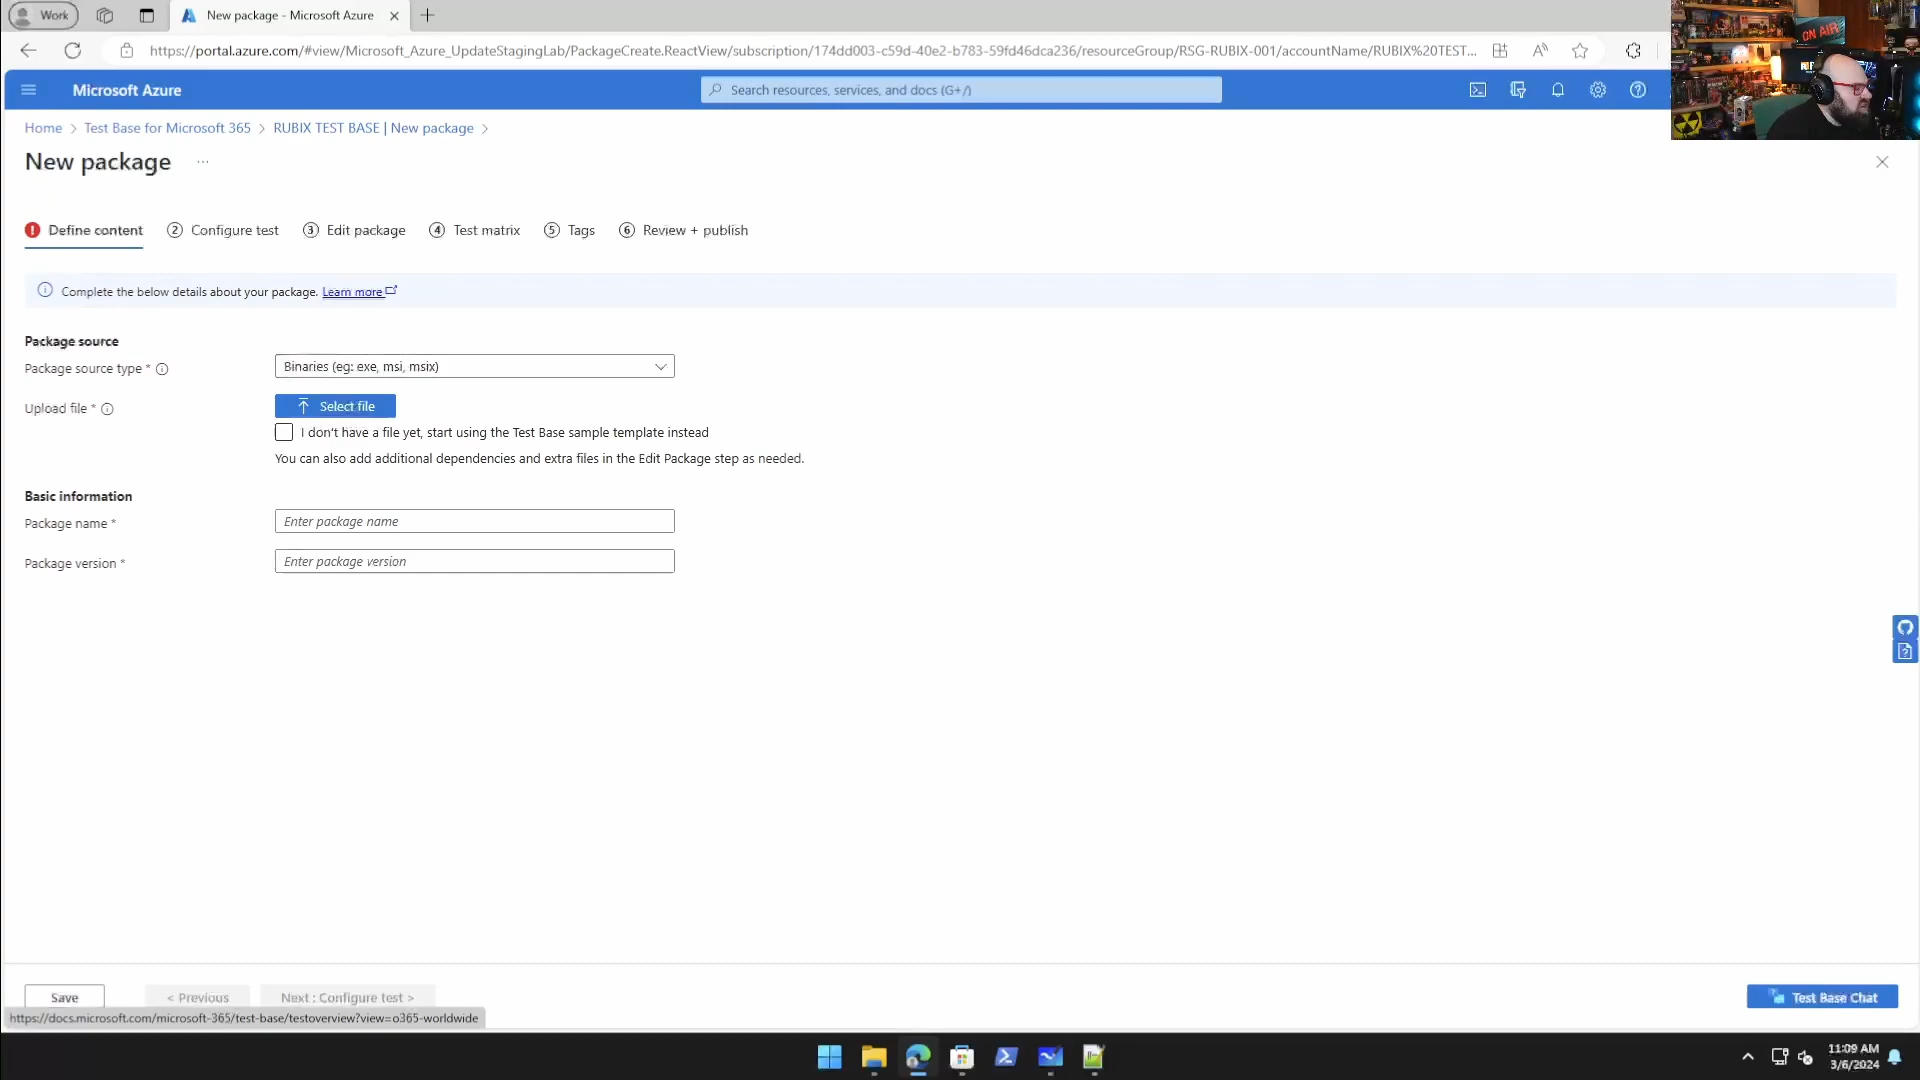 Work
New package - Microsoft Azure
https://portal.azure.com/#view/Microsoft_Azure_UpdateStagingLab/PackageCreate.ReactView/subscription/174dd003-c59d-40e2-b783-59fd46dca236/resourceGroup/RSG-RUBIX-001/accountName/RUBIX%20TEST...
ON AIR
Microsoft Azure
Search resources, services, and docs (G+/)
Home > Test Base for Microsoft 365 > RUBIX TEST BASE | New package >
New package ...
! Define content 2 Configure test 3 Edit package 4 Test matrix 5 Tags 6 Review + publish
Complete the below details about your package. Learn more
Package source
Package source type * Binaries (eg: exe, msi, msix)
Upload file * Select file
I don't have a file yet, start using the Test Base sample template instead
You can also add additional dependencies and extra files in the Edit Package step as needed.
Basic information
Package name * Enter package name
Package version * Enter package version
Save < Previous Next : Configure test > Test Base Chat
https://docs.microsoft.com/microsoft-365/test-base/testoverview?view=o365-worldwide
11:09 AM
3/6/2024